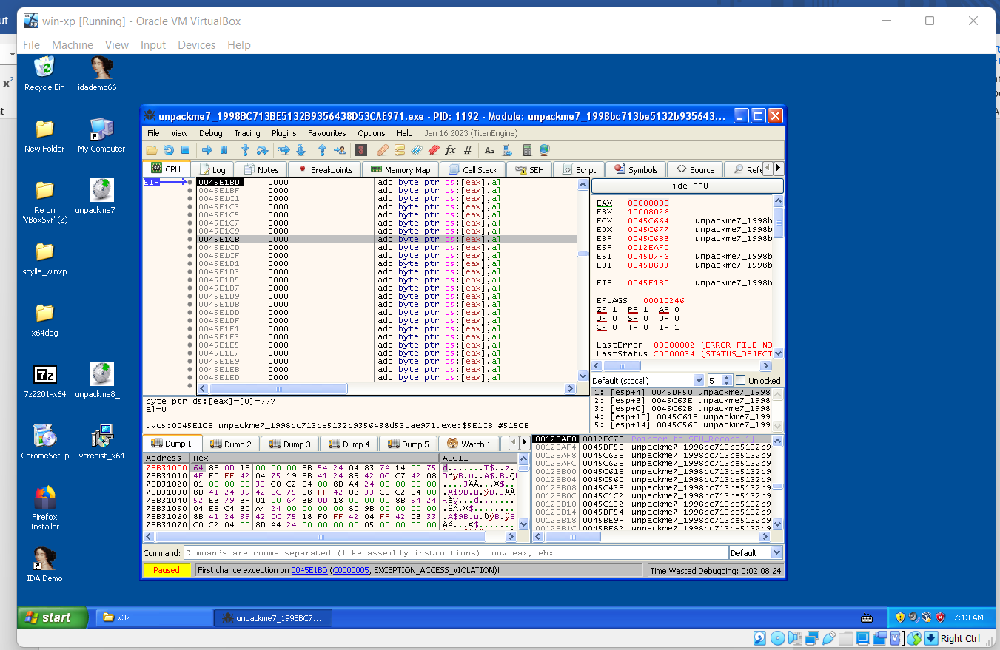 ut
win-xp [Running] - Oracle VM VirtualBox
File Machine View Input Devices Help
x²
Recycle Bin
idademo66...
New Folder
My Computer
Re on 'VBoxSvr' (Z)
unpackme7_...
scylla_winxp
x64dbg
7z2201-x64
unpackme8_...
ChromeSetup
vcredist_x64
Firefox Installer
IDA Demo
unpackme7_1998BC713BE5132B9356438D53CAE971.exe - PID: 1192 - Module: unpackme7_1998bc713be5132b935643...
File View Debug Tracing Plugins Favourites Options Help Jan 16 2023 (TitanEngine)
CPU Log Notes Breakpoints Memory Map Call Stack SEH Script Symbols Source Refe
EIP 0045E1BD 0000 add byte ptr ds:[eax],al
0045E1BF 0000 add byte ptr ds:[eax],al
0045E1C1 0000 add byte ptr ds:[eax],al
0045E1C3 0000 add byte ptr ds:[eax],al
0045E1C5 0000 add byte ptr ds:[eax],al
0045E1C7 0000 add byte ptr ds:[eax],al
0045E1C9 0000 add byte ptr ds:[eax],al
0045E1CB 0000 add byte ptr ds:[eax],al
0045E1CD 0000 add byte ptr ds:[eax],al
0045E1CF 0000 add byte ptr ds:[eax],al
0045E1D1 0000 add byte ptr ds:[eax],al
0045E1D3 0000 add byte ptr ds:[eax],al
0045E1D5 0000 add byte ptr ds:[eax],al
0045E1D7 0000 add byte ptr ds:[eax],al
0045E1D9 0000 add byte ptr ds:[eax],al
0045E1DB 0000 add byte ptr ds:[eax],al
0045E1DD 0000 add byte ptr ds:[eax],al
0045E1DF 0000 add byte ptr ds:[eax],al
0045E1E1 0000 add byte ptr ds:[eax],al
0045E1E3 0000 add byte ptr ds:[eax],al
0045E1E5 0000 add byte ptr ds:[eax],al
0045E1E7 0000 add byte ptr ds:[eax],al
0045E1E9 0000 add byte ptr ds:[eax],al
0045E1EB 0000 add byte ptr ds:[eax],al
0045E1ED 0000 add byte ptr ds:[eax],al
Hide FPU
EAX 00000000
EBX 10008026
ECX 0045C664 unpackme7_1998b
EDX 0045C677 unpackme7_1998b
EBP 0045C6B8 unpackme7_1998b
ESP 0012EAF0
ESI 0045D7F6 unpackme7_1998b
EDI 0045D803 unpackme7_1998b
EIP 0045E1BD unpackme7_1998b
EFLAGS 00010246
ZF 1 PF 1 AF 0
OF 0 SF 0 DF 0
CF 0 TF 0 IF 1
LastError 00000002 (ERROR_FILE_NO
LastStatus C0000034 (STATUS_OBJECT
Default (stdcall) 5 Unlocked
1: [esp+4] 0045DF50 unpackme7_1998
2: [esp+8] 0045C63E unpackme7_1998
3: [esp+C] 0045C62B unpackme7_1998
4: [esp+10] 0045C61E unpackme7_199
5: [esp+14] 0045C56D unpackme7_199
byte ptr ds:[eax]=[0]=???
al=0
.vcs:0045E1CB unpackme7_1998bc713be5132b9356438d53cae971.exe:$5E1CB #515CB
Dump 1 Dump 2 Dump 3 Dump 4 Dump 5 Watch 1
Address Hex ASCII
7EB31000 64 8B 0D 18 00 00 00 8B 54 24 04 83 7A 14 00 75 d.......T$..z.
7EB31010 4F F0 FF 42 04 75 19 8B 41 24 89 42 0C C7 42 08 OðÿB.u..A$.B.ÇB
7EB31020 01 00 00 00 33 C0 C2 04 00 8D A4 24 00 00 00 00 ....3ÀÂ...¤$....
7EB31030 8B 41 24 39 42 0C 75 08 FF 42 08 33 C0 C2 04 00 .A$9B.u.ÿB.3ÀÂ
7EB31040 52 E8 79 8F 01 00 64 8B 0D 18 00 00 00 8B 54 24 Rèy...d.......T
7EB31050 04 EB C4 8D A4 24 00 00 00 00 8D 9B 00 00 00 00 .ëÄ.¤$.........
7EB31060 8B 41 24 39 42 0C 75 18 F0 FF 42 04 FF 42 08 33 .A$9B.u.ðÿB.ÿB.
7EB31070 C0 C2 04 00 8D A4 24 00 00 00 00 05 00 00 00 00 ÀÂ...¤$........
0012EAF0 0012EC70 Pointer to SEH_Record[1]
0012EAF4 0045DF50 unpackme7_1998bc713be5132b9
0012EAF8 0045C63E unpackme7_1998bc713be5132b9
0012EAFC 0045C62B unpackme7_1998bc713be5132b9
0012EB00 0045C61E unpackme7_1998bc713be5132b9
0012EB04 0045C56D unpackme7_1998bc713be5132b9
0012EB08 0045C438 unpackme7_1998bc713be5132b9
0012EB0C 0045C1C2 unpackme7_1998bc713be5132b9
0012EB10 0045C132 unpackme7_1998bc713be5132b9
0012EB14 0045BF54 unpackme7_1998bc713be5132b9
0012EB18 0045BE9F unpackme7_1998bc713be5132b9
0012EB1C 0045BE82 unpackme7_1998bc713be5132b9
Command: Commands are comma separated (like assembly instructions): mov eax, ebx Default
Paused First chance exception on 0045E1BD (C0000005, EXCEPTION_ACCESS_VIOLATION)! Time Wasted Debugging: 0:02:08:24
start x32 unpackme7_1998BC7... 7:13 AM
Right Ctrl